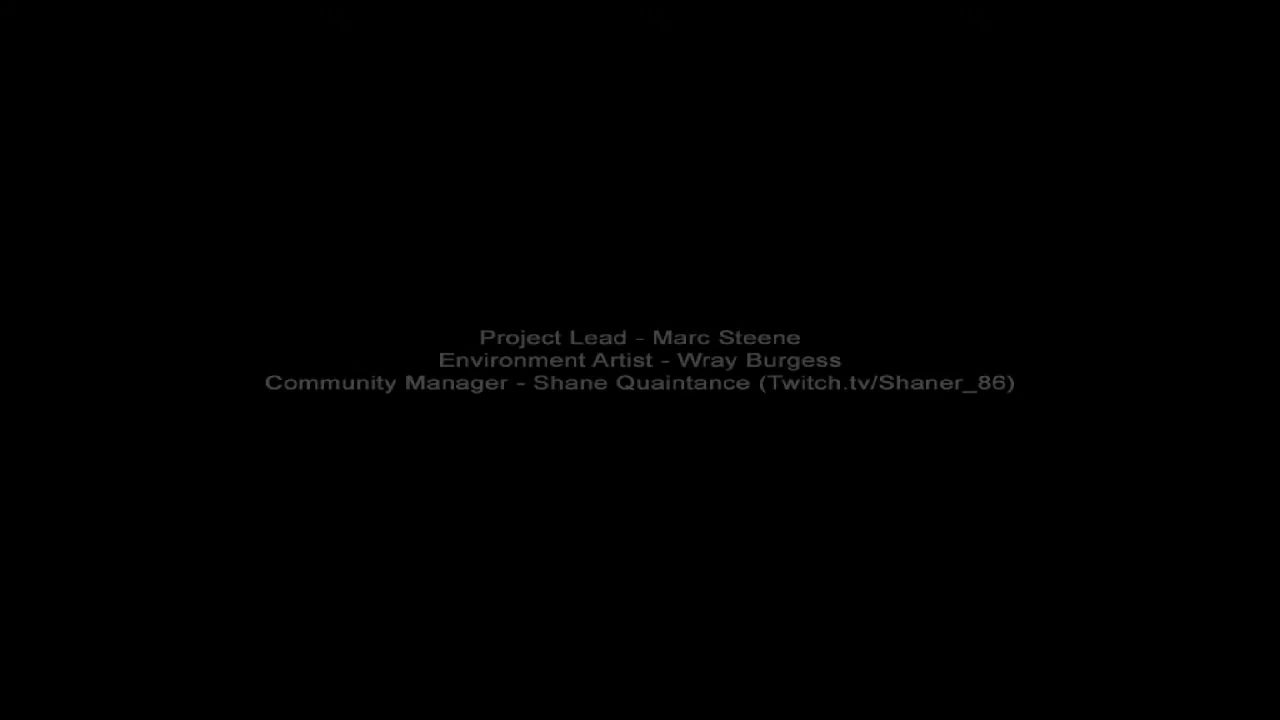 Project Lead - Marc Steene
Environment Artist - Wray Burgess
Community Manager - Shane Quaintance (Twitch.tv/Shaner_86)